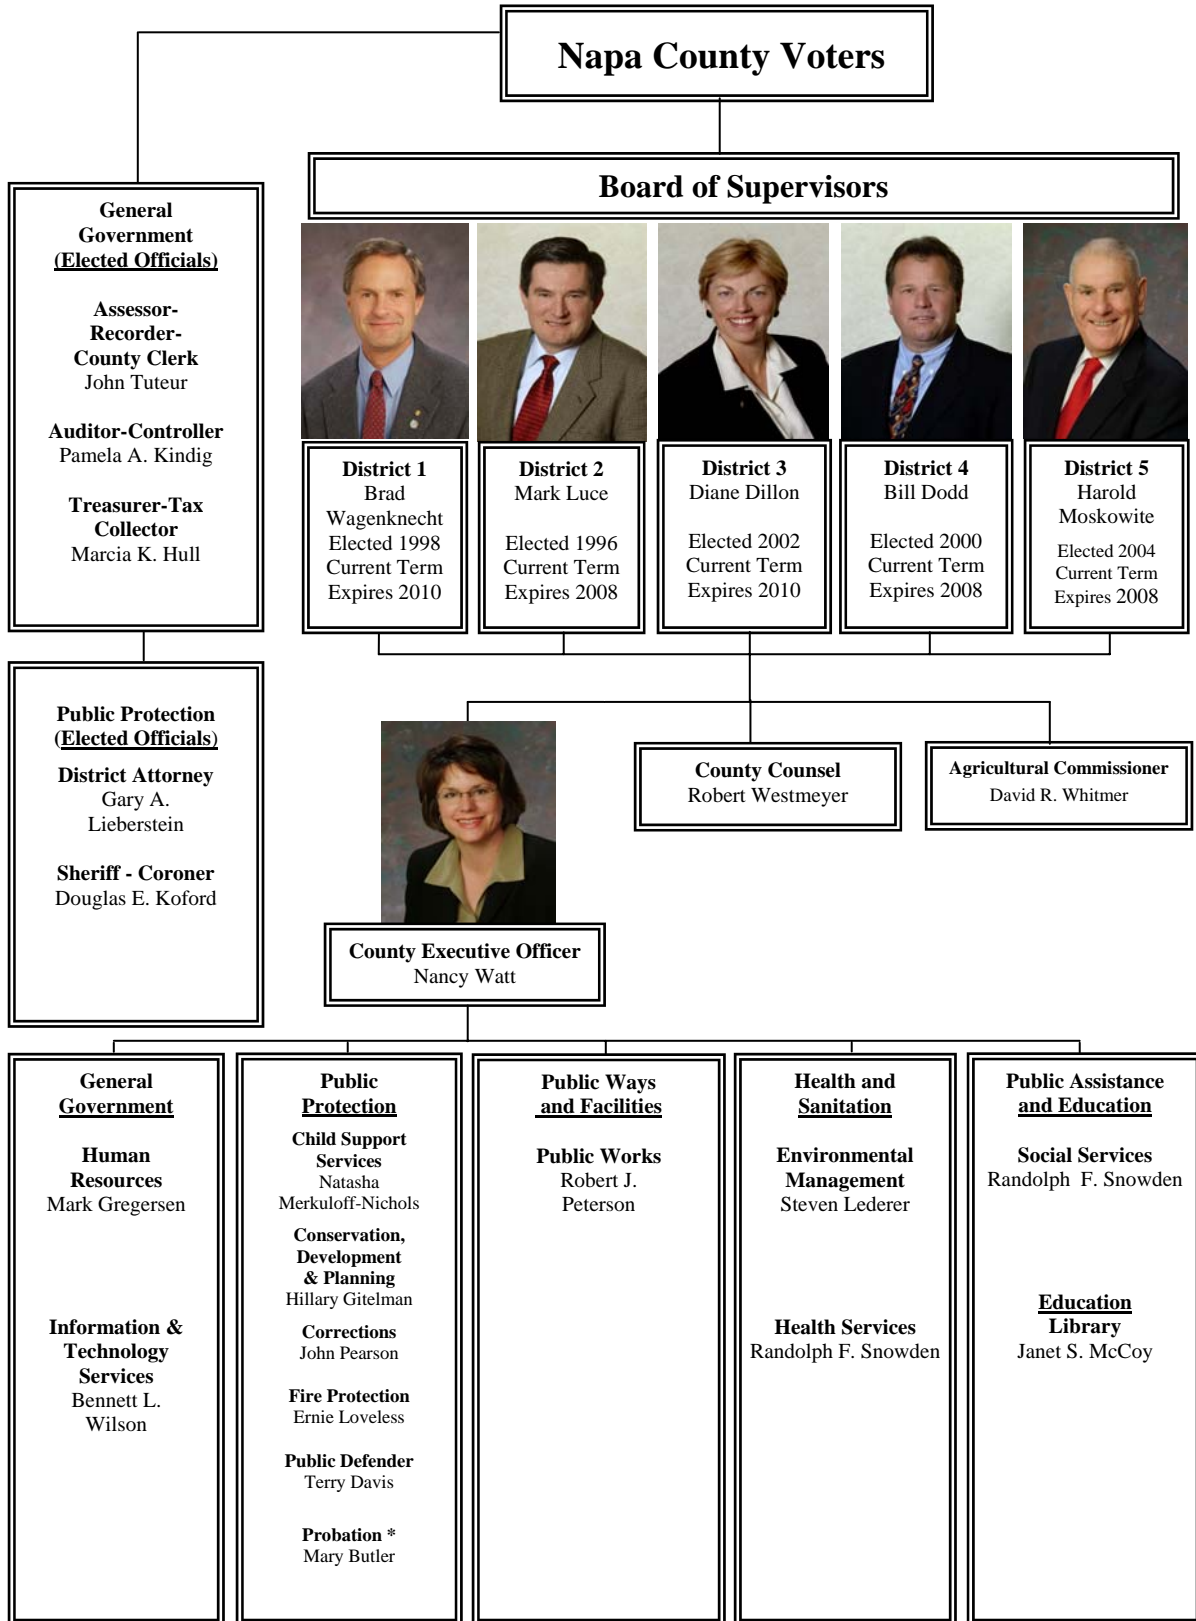 Napa County Voters
Board of Supervisors
General
Government
(Elected Officials)
Assessor-
Recorder-
County Clerk
John Tuteur
Auditor-Controller
Pamela A. Kindig
Treasurer-Tax
Collector
Marcia K. Hull
District 1
Brad
Wagenknecht
Elected 1998
Current Term
Expires 2010
District 2
Mark Luce
Elected 1996
Current Term
Expires 2008
District 3
Diane Dillon
Elected 2002
Current Term
Expires 2010
District 4
Bill Dodd
Elected 2000
Current Term
Expires 2008
District 5
Harold
Moskowite
Elected 2004
Current Term
Expires 2008
Public Protection
(Elected Officials)
District Attorney
Gary A.
Lieberstein
Sheriff - Coroner
Douglas E. Koford
County Executive Officer
Nancy Watt
County Counsel
Robert Westmeyer
Agricultural Commissioner
David R. Whitmer
General
Government
Human
Resources
Mark Gregersen
Information &
Technology
Services
Bennett L.
Wilson
Public
Protection
Child Support
Services
Natasha
Merkuloff-Nichols
Conservation,
Development
& Planning
Hillary Gitelman
Corrections
John Pearson
Fire Protection
Ernie Loveless
Public Defender
Terry Davis
Probation *
Mary Butler
Public Ways
and Facilities
Public Works
Robert J.
Peterson
Health and
Sanitation
Environmental
Management
Steven Lederer
Health Services
Randolph F. Snowden
Public Assistance
and Education
Social Services
Randolph F. Snowden
Education
Library
Janet S. McCoy